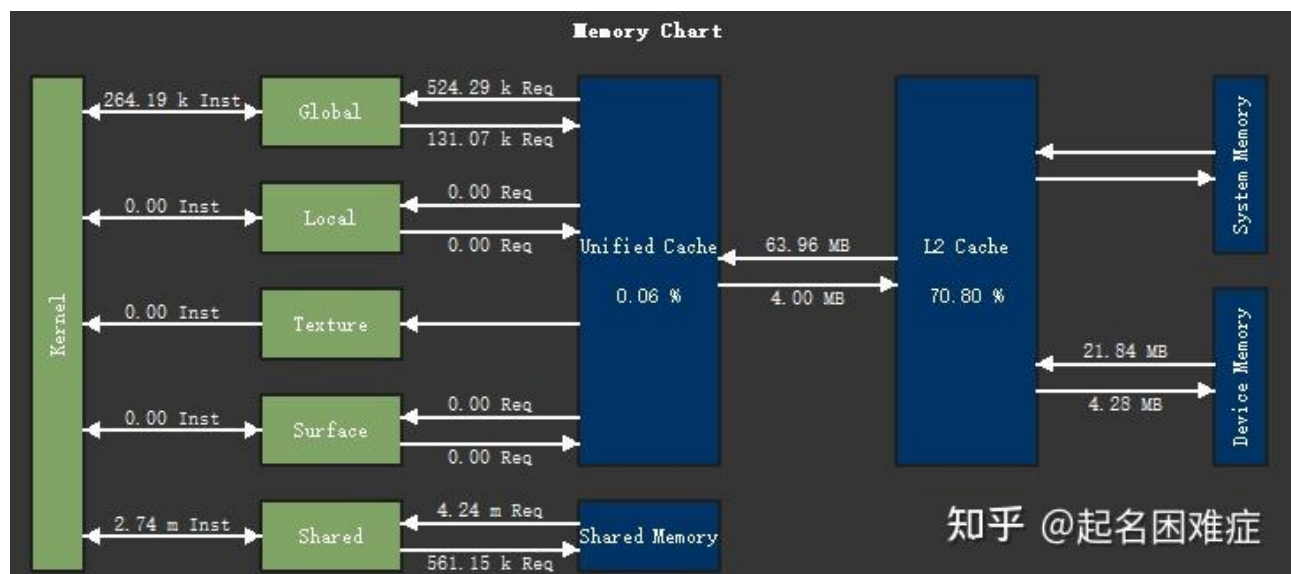 Memory Chart
Kernel
264.19 k Inst
Global
524.29 k Req
131.07 k Req
0.00 Inst
Local
0.00 Req
0.00 Req
0.00 Inst
Texture
0.00 Inst
Surface
0.00 Req
0.00 Req
2.74 m Inst
Shared
4.24 m Req
561.15 k Req
Unified Cache
0.06 %
Shared Memory
63.96 MB
4.00 MB
L2 Cache
70.80 %
System Memory
21.84 MB
4.28 MB
Device Memory
知乎 @起名困难症